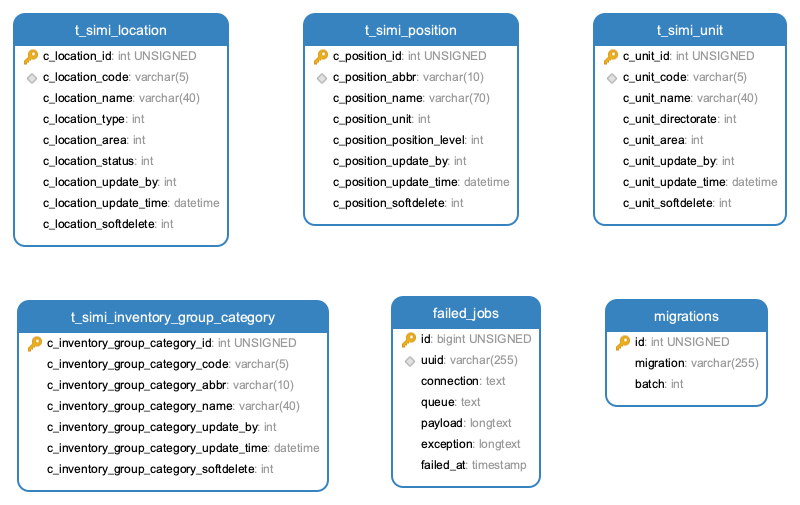 t_simi_location
c_location_id: int UNSIGNED
c_location_code: varchar(5)
c_location_name: varchar(40)
c_location_type: int
c_location_area: int
c_location_status: int
c_location_update_by: int
c_location_update_time: datetime
c_location_softdelete: int
t_simi_position
c_position_id: int UNSIGNED
c_position_abbr: varchar(10)
c_position_name: varchar(70)
c_position_unit: int
c_position_position_level: int
c_position_update_by: int
c_position_update_time: datetime
c_position_softdelete: int
t_simi_unit
c_unit_id: int UNSIGNED
c_unit_code: varchar(5)
c_unit_name: varchar(40)
c_unit_directorate: int
c_unit_area: int
c_unit_update_by: int
c_unit_update_time: datetime
c_unit_softdelete: int
t_simi_inventory_group_category
c_inventory_group_category_id: int UNSIGNED
c_inventory_group_category_code: varchar(5)
c_inventory_group_category_abbr: varchar(10)
c_inventory_group_category_name: varchar(40)
c_inventory_group_category_update_by: int
c_inventory_group_category_update_time: datetime
c_inventory_group_category_softdelete: int
failed_jobs
id: bigint UNSIGNED
uuid: varchar(255)
connection: text
queue: text
payload: longtext
exception: longtext
failed_at: timestamp
migrations
id: int UNSIGNED
migration: varchar(255)
batch: int